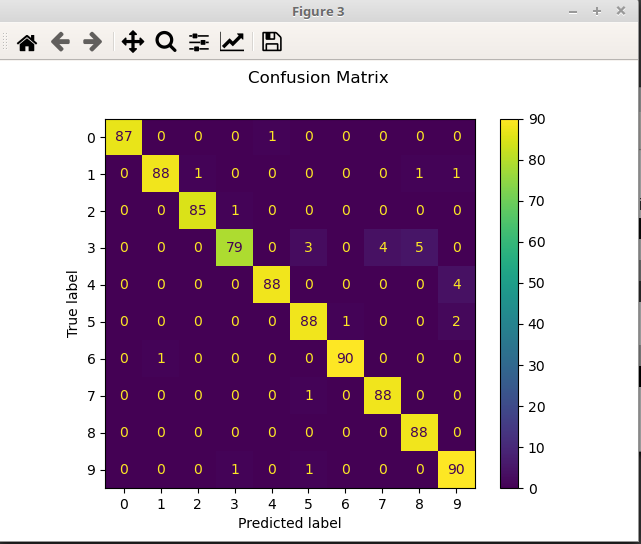 Figure 3
Confusion Matrix
0 87 0 0 0 1 0 0 0 0 0
1 0 88 1 0 0 0 0 0 1 1
2 0 0 85 1 0 0 0 0 0 0
3 0 0 0 79 0 3 0 4 5 0
4 0 0 0 0 88 0 0 0 0 4
5 0 0 0 0 0 88 1 0 0 2
6 0 1 0 0 0 0 90 0 0 0
7 0 0 0 0 0 1 0 88 0 0
8 0 0 0 0 0 0 0 0 88 0
9 0 0 0 1 0 1 0 0 0 90
0 1 2 3 4 5 6 7 8 9
Predicted label
True label
90
80
70
60
50
40
30
20
10
0